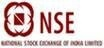 NSE
NATIONAL STOCK EXCHANGE OF INDIA LIMITED